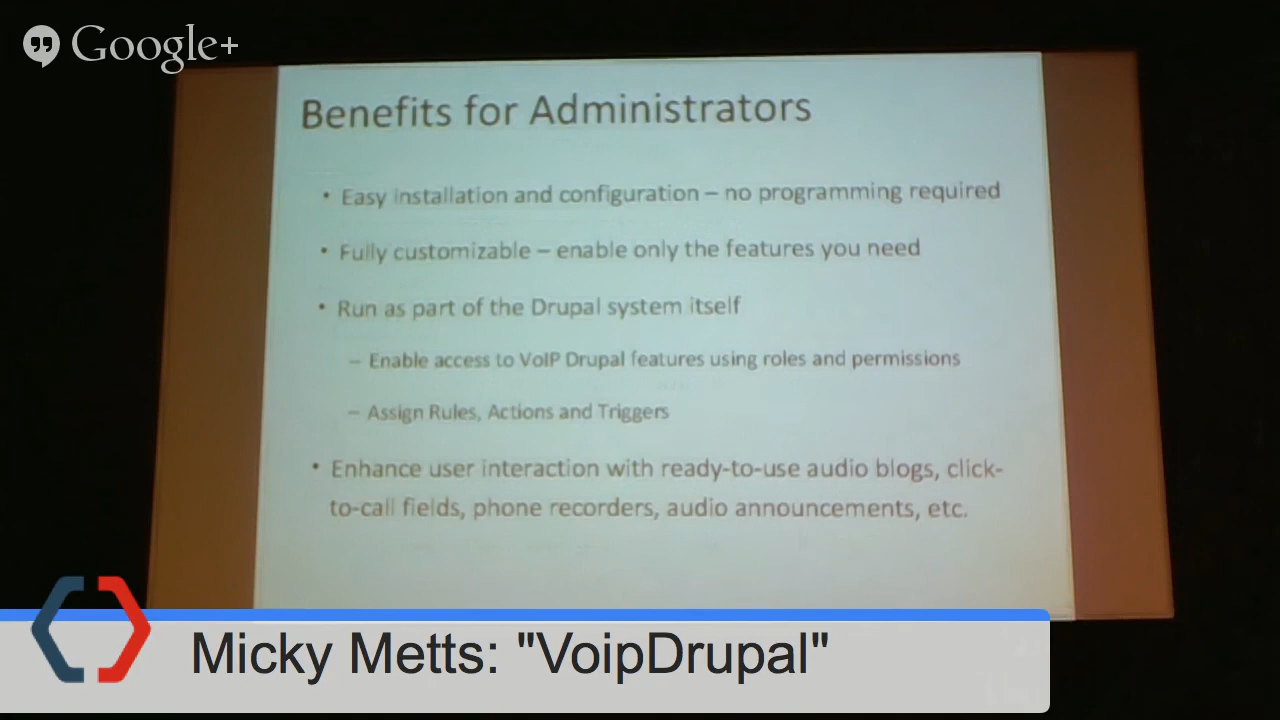 Google+
Benefits for Administrators
• Easy installation and configuration – no programming required
• Fully customizable – enable only the features you need
• Run as part of the Drupal system itself
– Enable access to VoIP Drupal features using roles and permissions
– Assign Rules, Actions and Triggers
• Enhance user interaction with ready-to-use audio blogs, click-
to-call fields, phone recorders, audio announcements, etc.
Micky Metts: "VoipDrupal"